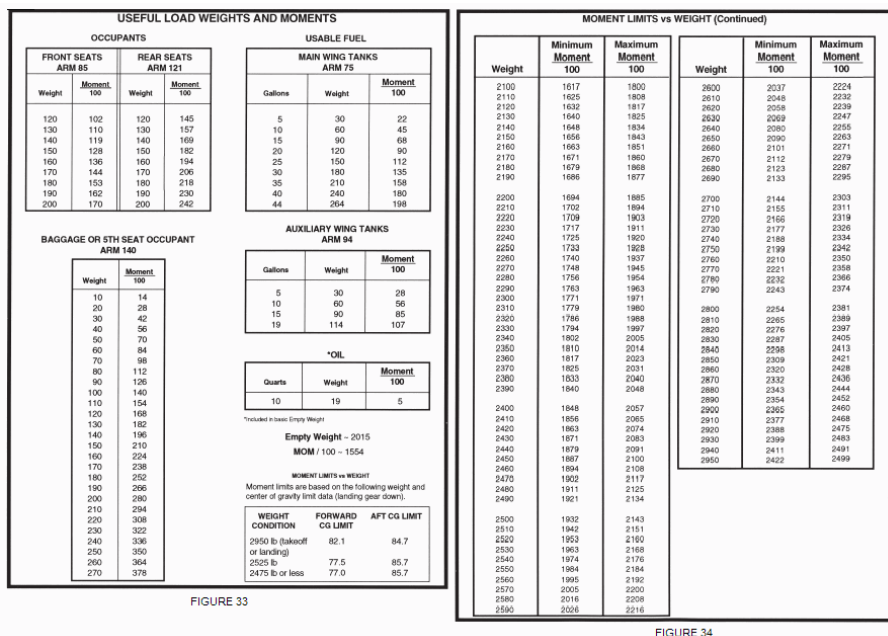 USEFUL LOAD WEIGHTS AND MOMENTS
OCCUPANTS
FRONT SEATS ARM 85
REAR SEATS ARM 121
Weight Moment 100 Weight Moment 100
120 102 120 145
130 110 130 157
140 119 140 169
150 128 150 182
160 136 160 194
170 144 170 206
180 153 180 218
190 162 190 230
200 170 200 242
BAGGAGE OR 5TH SEAT OCCUPANT
ARM 140
Weight Moment 100
10 14
20 28
30 42
40 56
50 70
60 84
70 98
80 112
90 126
100 140
110 154
120 168
130 182
140 196
150 210
160 224
170 238
180 252
190 266
200 280
210 294
220 308
230 322
240 336
250 350
260 364
270 378
USABLE FUEL
MAIN WING TANKS
ARM 75
Gallons Weight Moment 100
5 30 22
10 60 45
15 90 68
20 120 90
25 150 112
30 180 135
35 210 158
40 240 180
44 264 198
AUXILIARY WING TANKS
ARM 94
Gallons Weight Moment 100
5 30 28
10 60 56
15 90 85
19 114 107
*OIL
Quarts Weight Moment 100
10 19 5
*Included in basic Empty Weight
Empty Weight ~ 2015
MOM / 100 ~ 1554
MOMENT LIMITS vs WEIGHT
Moment limits are based on the following weight and
center of gravity limit data (landing gear down).
WEIGHT CONDITION FORWARD CG LIMIT AFT CG LIMIT
2950 lb (takeoff or landing) 82.1 84.7
2525 lb 77.5 85.7
2475 lb or less 77.0 85.7
FIGURE 33
MOMENT LIMITS vs WEIGHT (Continued)
Weight Minimum Moment 100 Maximum Moment 100
2100 1617 1800
2110 1625 1808
2120 1632 1817
2130 1640 1825
2140 1648 1834
2150 1656 1843
2160 1663 1851
2170 1671 1860
2180 1679 1868
2190 1686 1877
2200 1694 1885
2210 1702 1894
2220 1709 1903
2230 1717 1911
2240 1725 1920
2250 1733 1928
2260 1740 1937
2270 1748 1945
2280 1756 1954
2290 1763 1963
2300 1771 1971
2310 1779 1980
2320 1786 1988
2330 1794 1997
2340 1802 2005
2350 1810 2014
2360 1817 2023
2370 1825 2031
2380 1833 2040
2390 1840 2048
2400 1848 2057
2410 1856 2065
2420 1863 2074
2430 1871 2083
2440 1879 2091
2450 1887 2100
2460 1894 2108
2470 1902 2117
2480 1911 2125
2490 1921 2134
2500 1932 2143
2510 1942 2151
2520 1953 2160
2530 1963 2168
2540 1974 2176
2550 1984 2184
2560 1995 2192
2570 2005 2200
2580 2016 2208
2590 2026 2216
Weight Minimum Moment 100 Maximum Moment 100
2600 2037 2224
2610 2048 2232
2620 2058 2239
2630 2069 2247
2640 2080 2255
2650 2090 2263
2660 2101 2271
2670 2112 2279
2680 2123 2287
2690 2133 2295
2700 2144 2303
2710 2155 2311
2720 2166 2319
2730 2177 2326
2740 2188 2334
2750 2199 2342
2760 2210 2350
2770 2221 2358
2780 2232 2366
2790 2243 2374
2800 2254 2381
2810 2265 2389
2820 2276 2397
2830 2287 2405
2840 2298 2413
2850 2309 2421
2860 2320 2428
2870 2332 2436
2880 2343 2444
2890 2354 2452
2900 2365 2460
2910 2377 2468
2920 2388 2475
2930 2399 2483
2940 2411 2491
2950 2422 2499
FIGURE 34